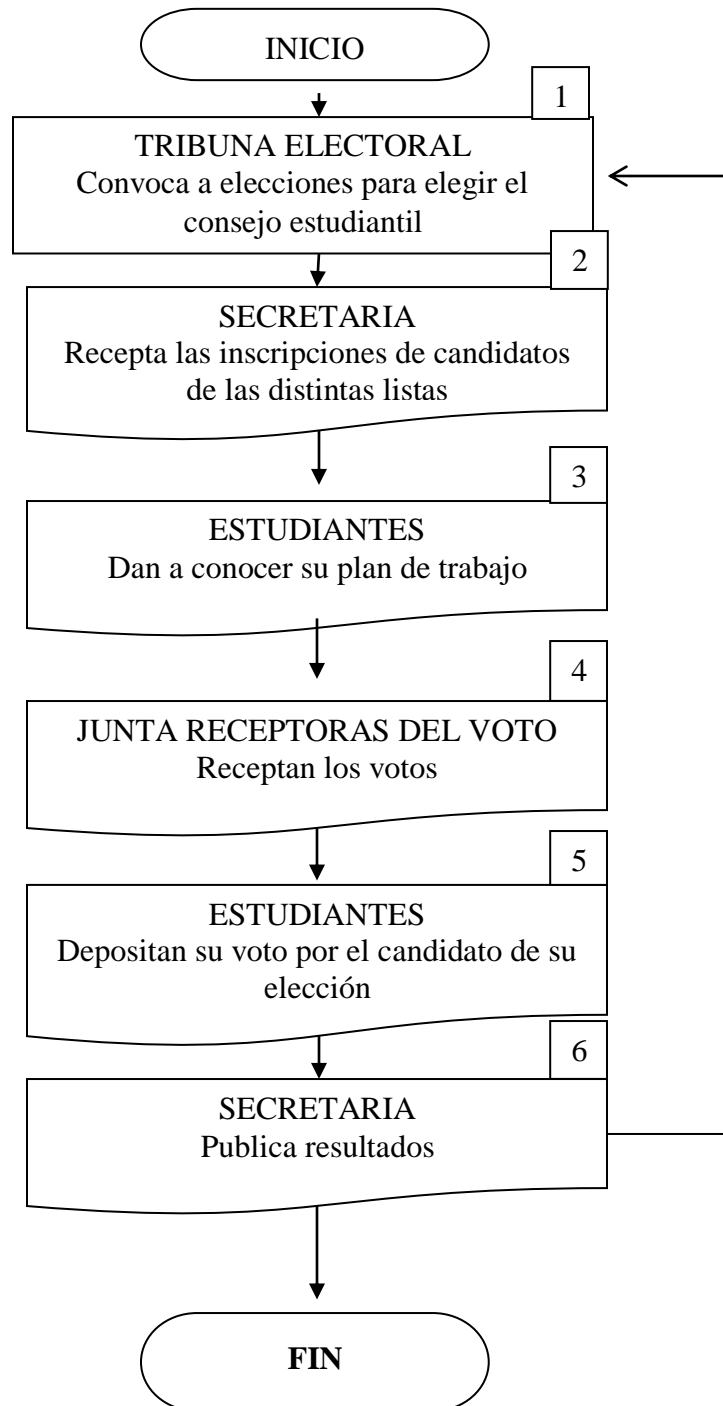 INICIO
1
TRIBUNA ELECTORAL
Convoca a elecciones para elegir el
consejo estudiantil
2
SECRETARIA
Recepta las inscripciones de candidatos
de las distintas listas
3
ESTUDIANTES
Dan a conocer su plan de trabajo
4
JUNTA RECEPTORAS DEL VOTO
Receptan los votos
5
ESTUDIANTES
Depositan su voto por el candidato de su
elección
6
SECRETARIA
Publica resultados
FIN